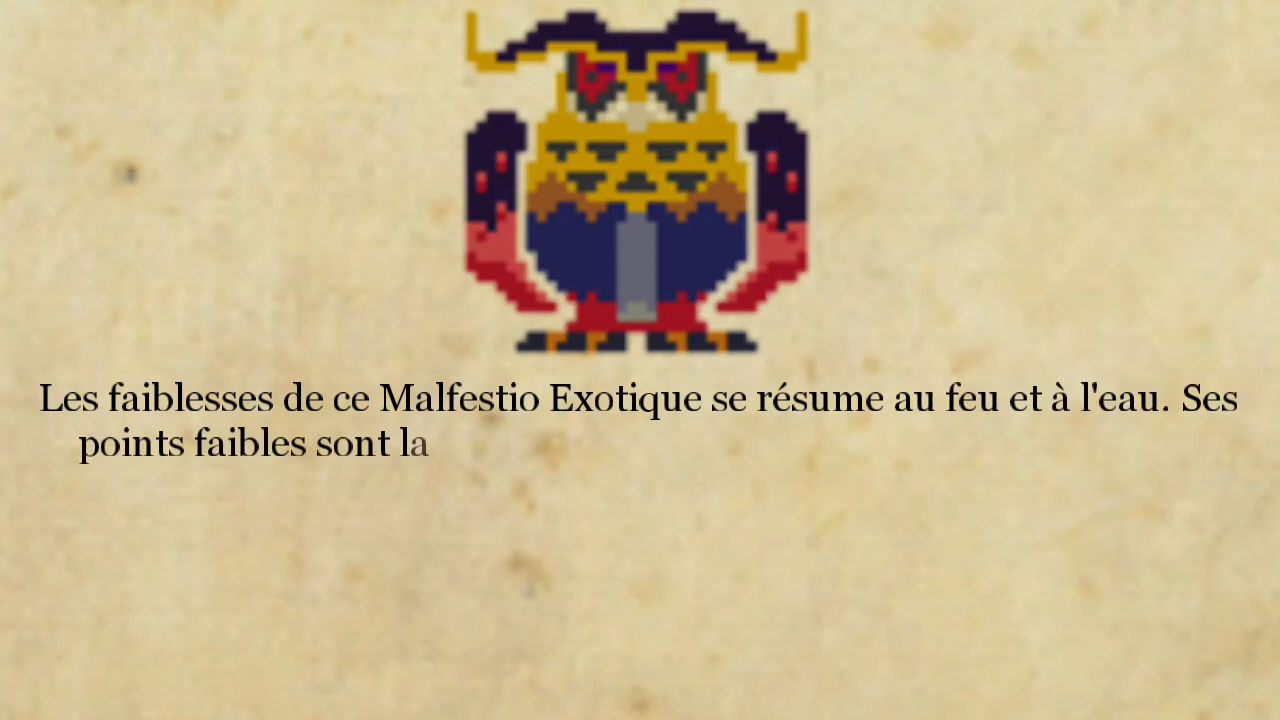 Les faiblesses de ce Malfestio Exotique se résume au feu et à l'eau. Ses
points faibles sont la